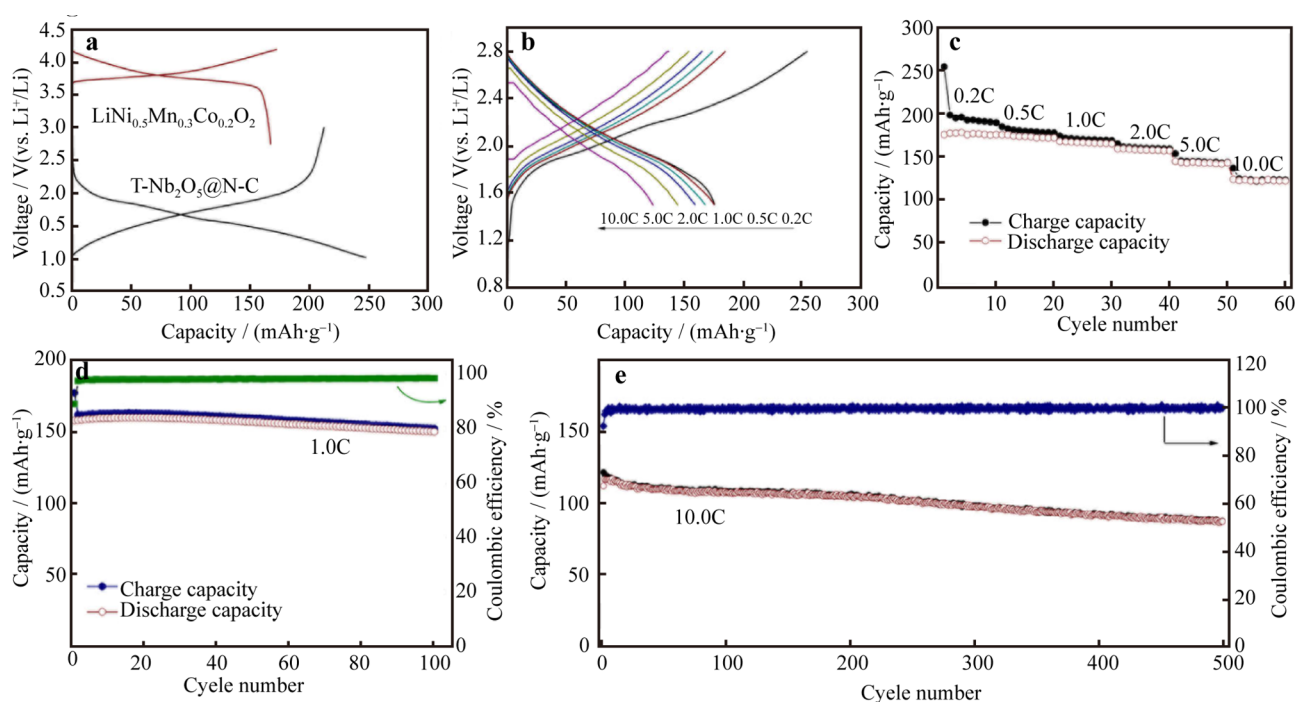 a
4.5
4.0
3.5
3.0
2.5
2.0
0.5
1.0
0.5
Voltage / V(vs. Li⁺/Li)
LiNi₀.₅Mn₀.₃Co₀.₂O₂
T-Nb₂O₅@N-C
0 50 100 150 200 250 300
Capacity / (mAh·g⁻¹)
b
2.8
2.4
2.0
1.6
1.2
0.8
Voltage / V(vs. Li⁺/Li)
10.0C 5.0C 2.0C 1.0C 0.5C 0.2C
0 50 100 150 200 250 300
Capacity / (mAh·g⁻¹)
c
300
250
200
150
100
50
0
Capacity / (mAh·g⁻¹)
0.2C
0.5C
1.0C
2.0C
5.0C
10.0C
Charge capacity
Discharge capacity
10 20 30 40 50 60
Cyele number
d
200
150
100
50
0
Capacity / (mAh·g⁻¹)
1.0C
Charge capacity
Discharge capacity
100
80
60
40
20
0
Coulombic efficiency / %
0 20 40 60 80 100
Cyele number
e
200
150
100
50
0
Capacity / (mAh·g⁻¹)
10.0C
120
100
80
60
40
20
0
Coulombic efficiency / %
0 100 200 300 400 500
Cyele number